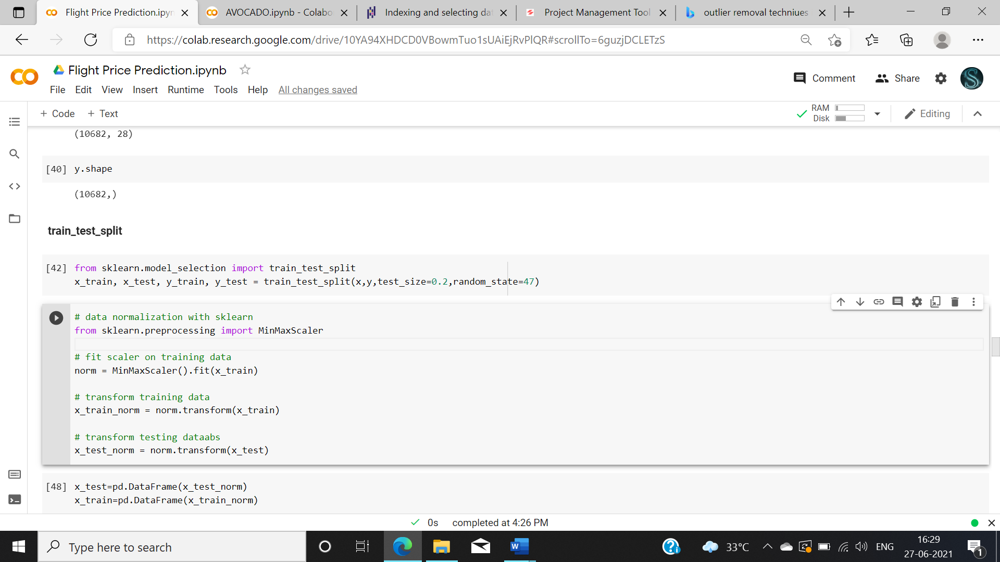 Flight Price Prediction.ipyn
AVOCADO.ipynb - Colabo
Indexing and selecting dat
Project Management Tool
outlier removal techniues
https://colab.research.google.com/drive/10YA94XHDCD0VBowmTuo1sUAiEjRvPlQR#scrollTo=6guzjDCLETzS
Flight Price Prediction.ipynb
Comment
Share
File Edit View Insert Runtime Tools Help All changes saved
+ Code + Text
RAM
Disk
Editing
(10682, 28)
[40] y.shape
(10682,)
train_test_split
[42] from sklearn.model_selection import train_test_split
x_train, x_test, y_train, y_test = train_test_split(x,y,test_size=0.2,random_state=47)
# data normalization with sklearn
from sklearn.preprocessing import MinMaxScaler
# fit scaler on training data
norm = MinMaxScaler().fit(x_train)
# transform training data
x_train_norm = norm.transform(x_train)
# transform testing dataabs
x_test_norm = norm.transform(x_test)
[48] x_test=pd.DataFrame(x_test_norm)
x_train=pd.DataFrame(x_train_norm)
0s completed at 4:26 PM
Type here to search
33°C
ENG
16:29
27-06-2021
1